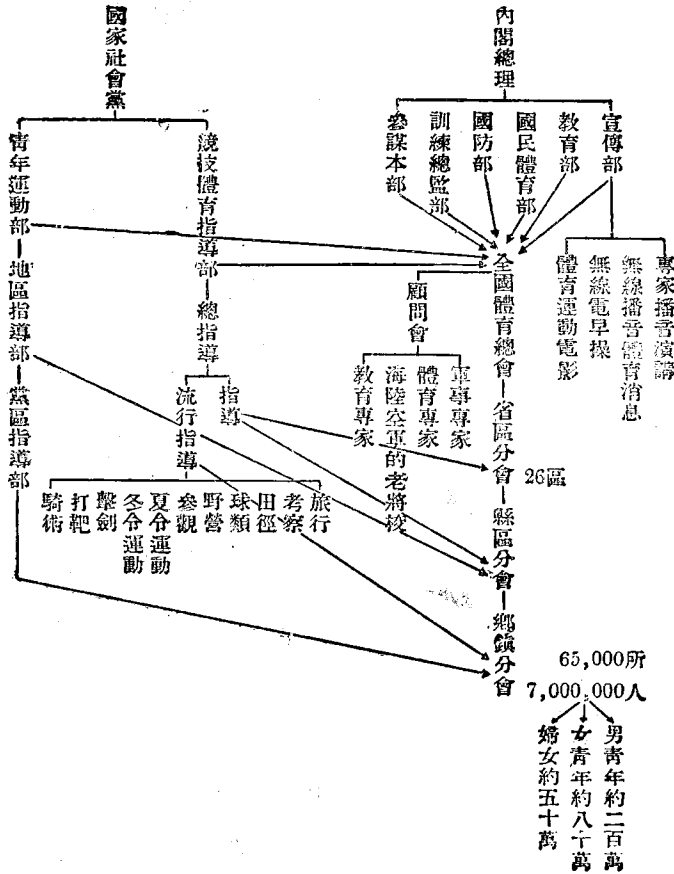 內閣總理
宣傳部
教育部
國民體育部
國防部
訓練總監部
參謀本部
專家播音演講
無線播音體育消息
無線電早操
體育運動電影
全國體育總會
省區分會
26區
縣區分會
鄉鎮分會
65,000所
7,000,000人
男青年約二百萬
女青年約八十萬
婦女約五十萬
顧問會
軍事專家
體育專家
海陸空軍的老將校
教育專家
國家社會黨
競技體育指導部
總指導
指導
流行指導
旅行
考察
田徑
球類
野營
參觀
夏令運動
冬令運動
擊劍
打靶
騎術
青年運動部
地區指導部
黨區指導部